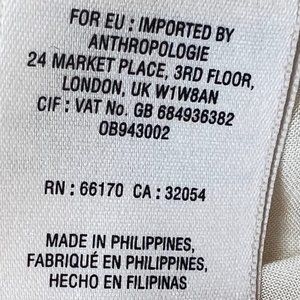 FOR EU : IMPORTED BY
ANTHROPOLOGIE
24 MARKET PLACE, 3RD FLOOR,
LONDON, UK W1W8AN
CIF : VAT No. GB 684936382
OB943002
RN : 66170 CA : 32054
MADE IN PHILIPPINES,
FABRIQUÉ EN PHILIPPINES,
HECHO EN FILIPINAS